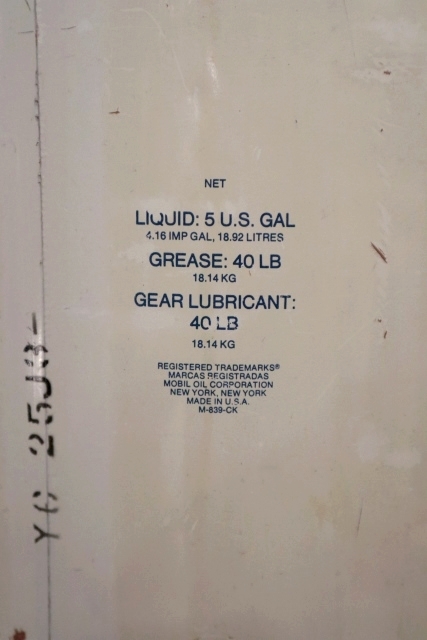 NET
LIQUID: 5 U.S. GAL
4.16 IMP GAL, 18.92 LITRES
GREASE: 40 LB
18.14 KG
GEAR LUBRICANT:
40 LB
18.14 KG
REGISTERED TRADEMARKS®
MARCAS REGISTRADAS
MOBIL OIL CORPORATION
NEW YORK, NEW YORK
MADE IN U.S.A.
M-839-CK